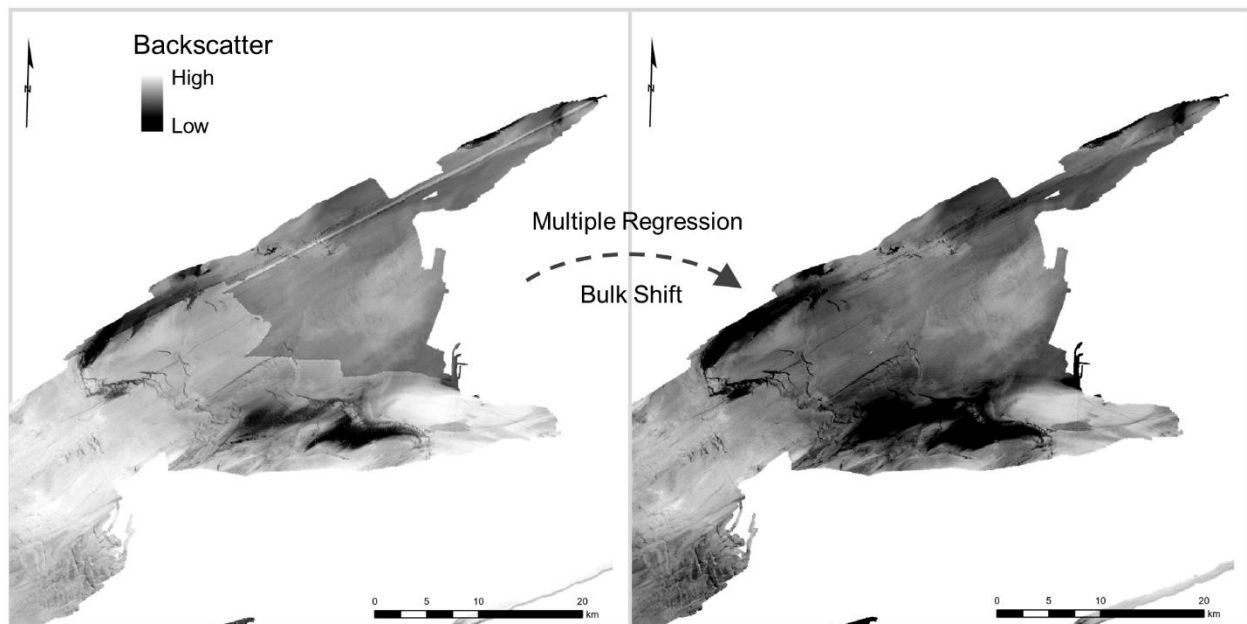 Backscatter
High
Low
N
Multiple Regression
Bulk Shift
N
0 5 10 20
km
0 5 10 20
km